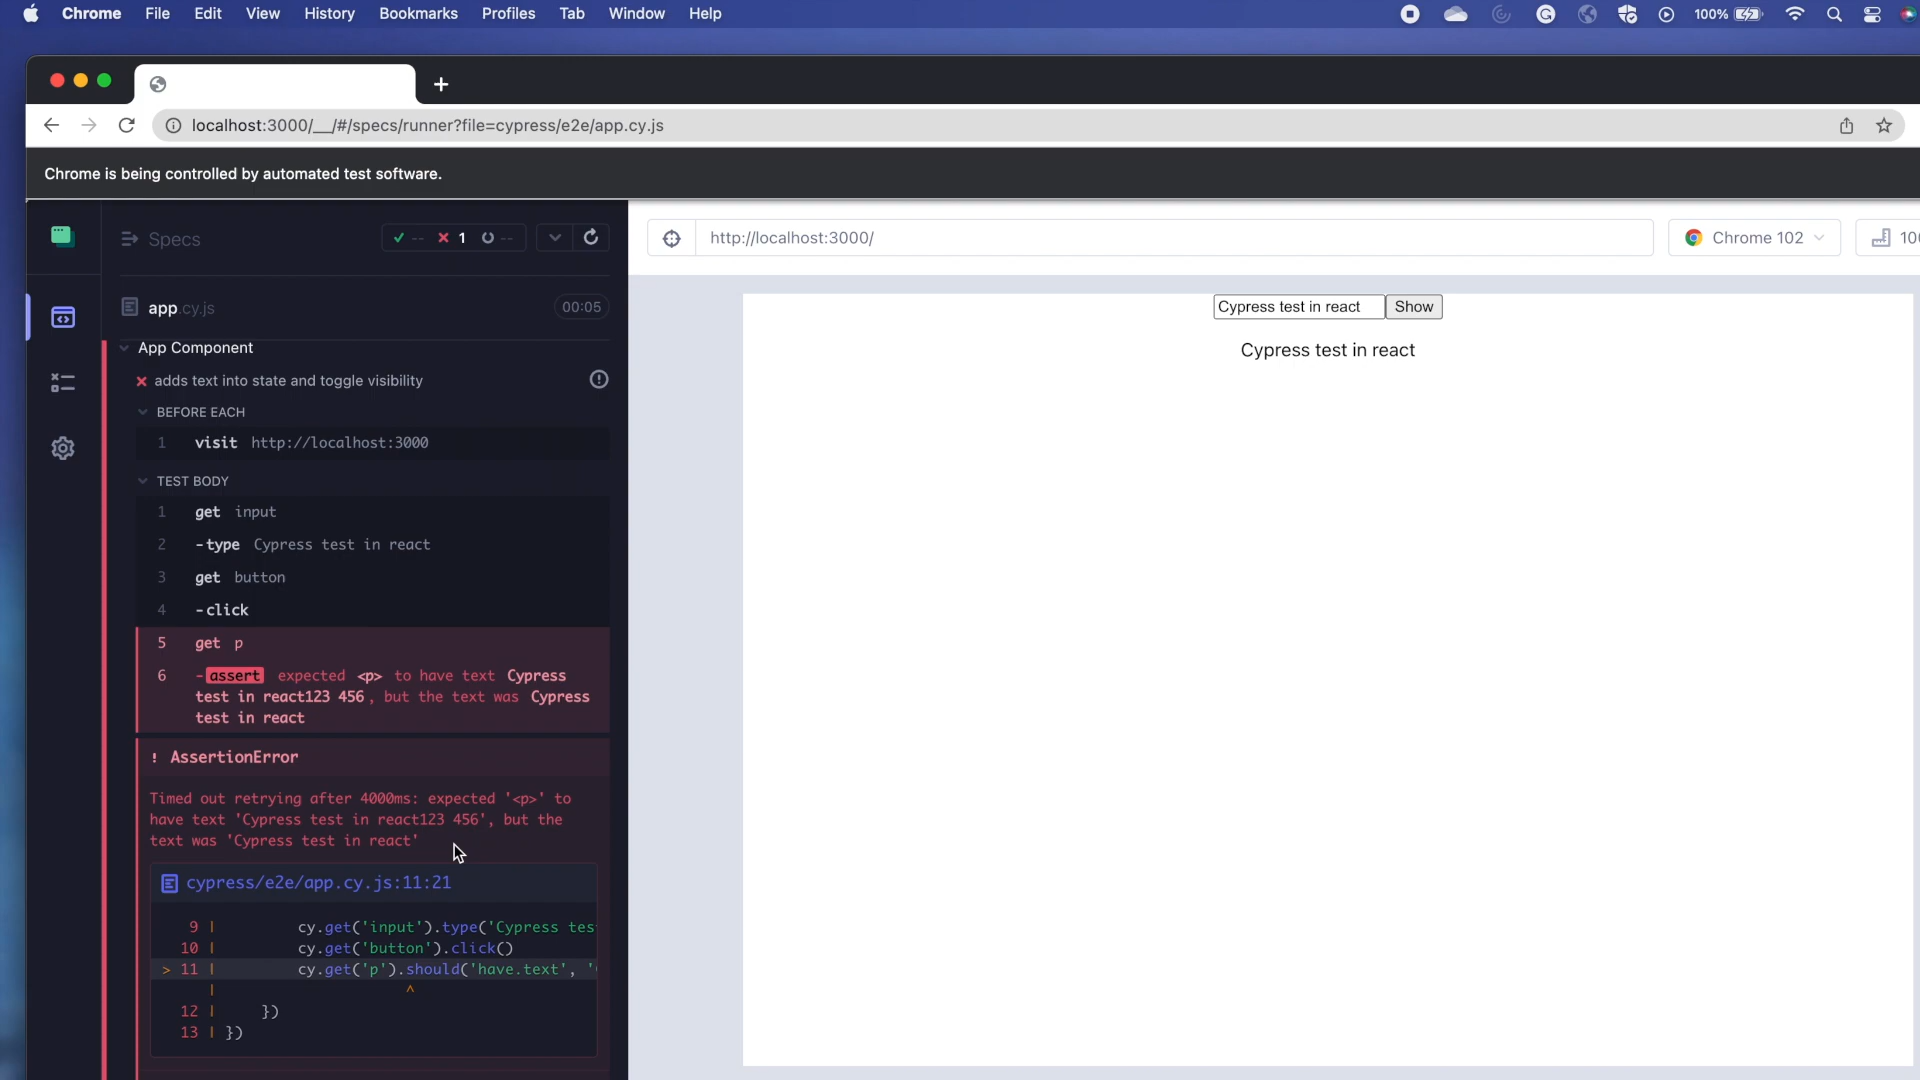 Chrome File Edit View History Bookmarks Profiles Tab Window Help 100%
localhost:3000/__/#/specs/runner?file=cypress/e2e/app.cy.js
Chrome is being controlled by automated test software.
Specs -- 1 --
http://localhost:3000/ Chrome 102
app.cy.js 00:05
Cypress test in react Show
Cypress test in react
App Component
adds text into state and toggle visibility
BEFORE EACH
1 visit http://localhost:3000
TEST BODY
1 get input
2 -type Cypress test in react
3 get button
4 -click
5 get p
6 -assert expected <p> to have text Cypress
test in react123 456, but the text was Cypress
test in react
! AssertionError
Timed out retrying after 4000ms: expected '<p>' to
have text 'Cypress test in react123 456', but the
text was 'Cypress test in react'
cypress/e2e/app.cy.js:11:21
9 | cy.get('input').type('Cypress tes
10 | cy.get('button').click()
> 11 | cy.get('p').should('have.text', '
| ^
12 | })
13 | })